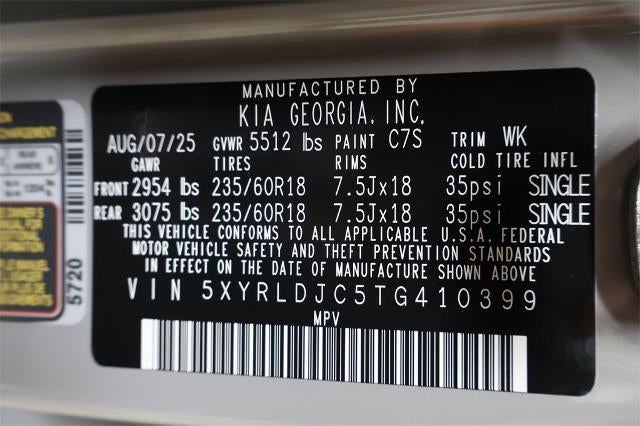 MANUFACTURED BY
KIA GEORGIA, INC.
AUG/07/25 GVWR 5512 lbs PAINT C7S TRIM WK
GAWR TIRES RIMS COLD TIRE INFL
FRONT 2954 lbs 235/60R18 7.5Jx18 35psi SINGLE
REAR 3075 lbs 235/60R18 7.5Jx18 35psi SINGLE
THIS VEHICLE CONFORMS TO ALL APPLICABLE U.S.A. FEDERAL
MOTOR VEHICLE SAFETY AND THEFT PREVENTION STANDARDS
IN EFFECT ON THE DATE OF MANUFACTURE SHOWN ABOVE
VIN 5XYRLDJC5TG410399
MPV
5720